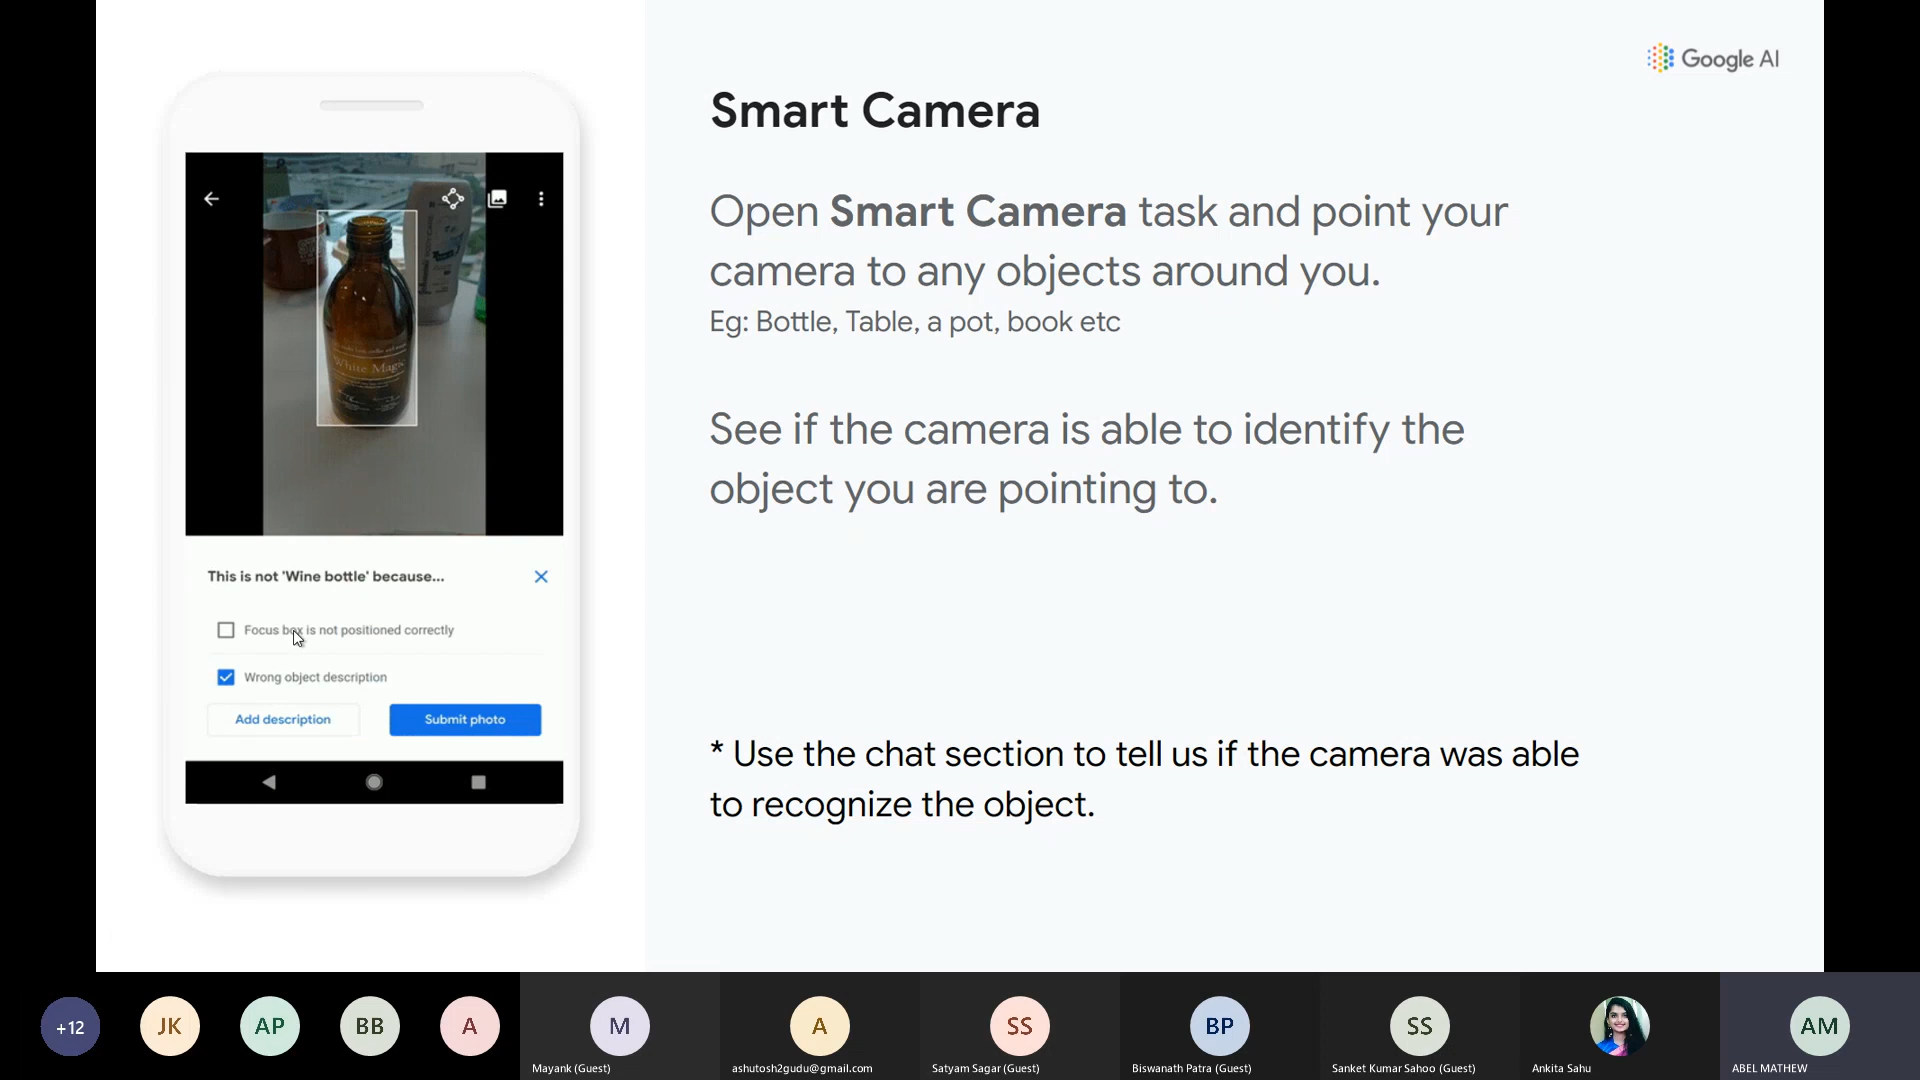 Google AI
Smart Camera
Open Smart Camera task and point your
camera to any objects around you.
Eg: Bottle, Table, a pot, book etc
See if the camera is able to identify the
object you are pointing to.
* Use the chat section to tell us if the camera was able
to recognize the object.
White Magic
This is not 'Wine bottle' because...
Focus box is not positioned correctly
Wrong object description
Add description
Submit photo
+12
JK
AP
BB
A
M
Mayank (Guest)
A
ashutosh2gudu@gmail.com
SS
Satyam Sagar (Guest)
BP
Biswanath Patra (Guest)
SS
Sanket Kumar Sahoo (Guest)
Ankita Sahu
AM
ABEL MATHEW